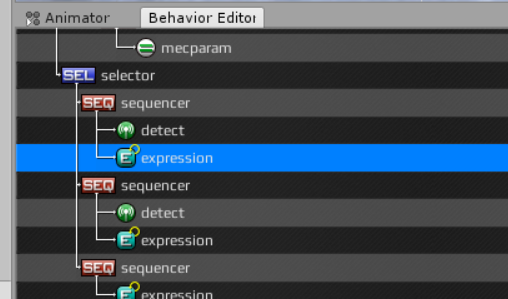 Animator Behavior Editor
mecparam
SEL selector
SEQ sequencer
detect
E expression
SEQ sequencer
detect
E expression
SEQ sequencer
E expression